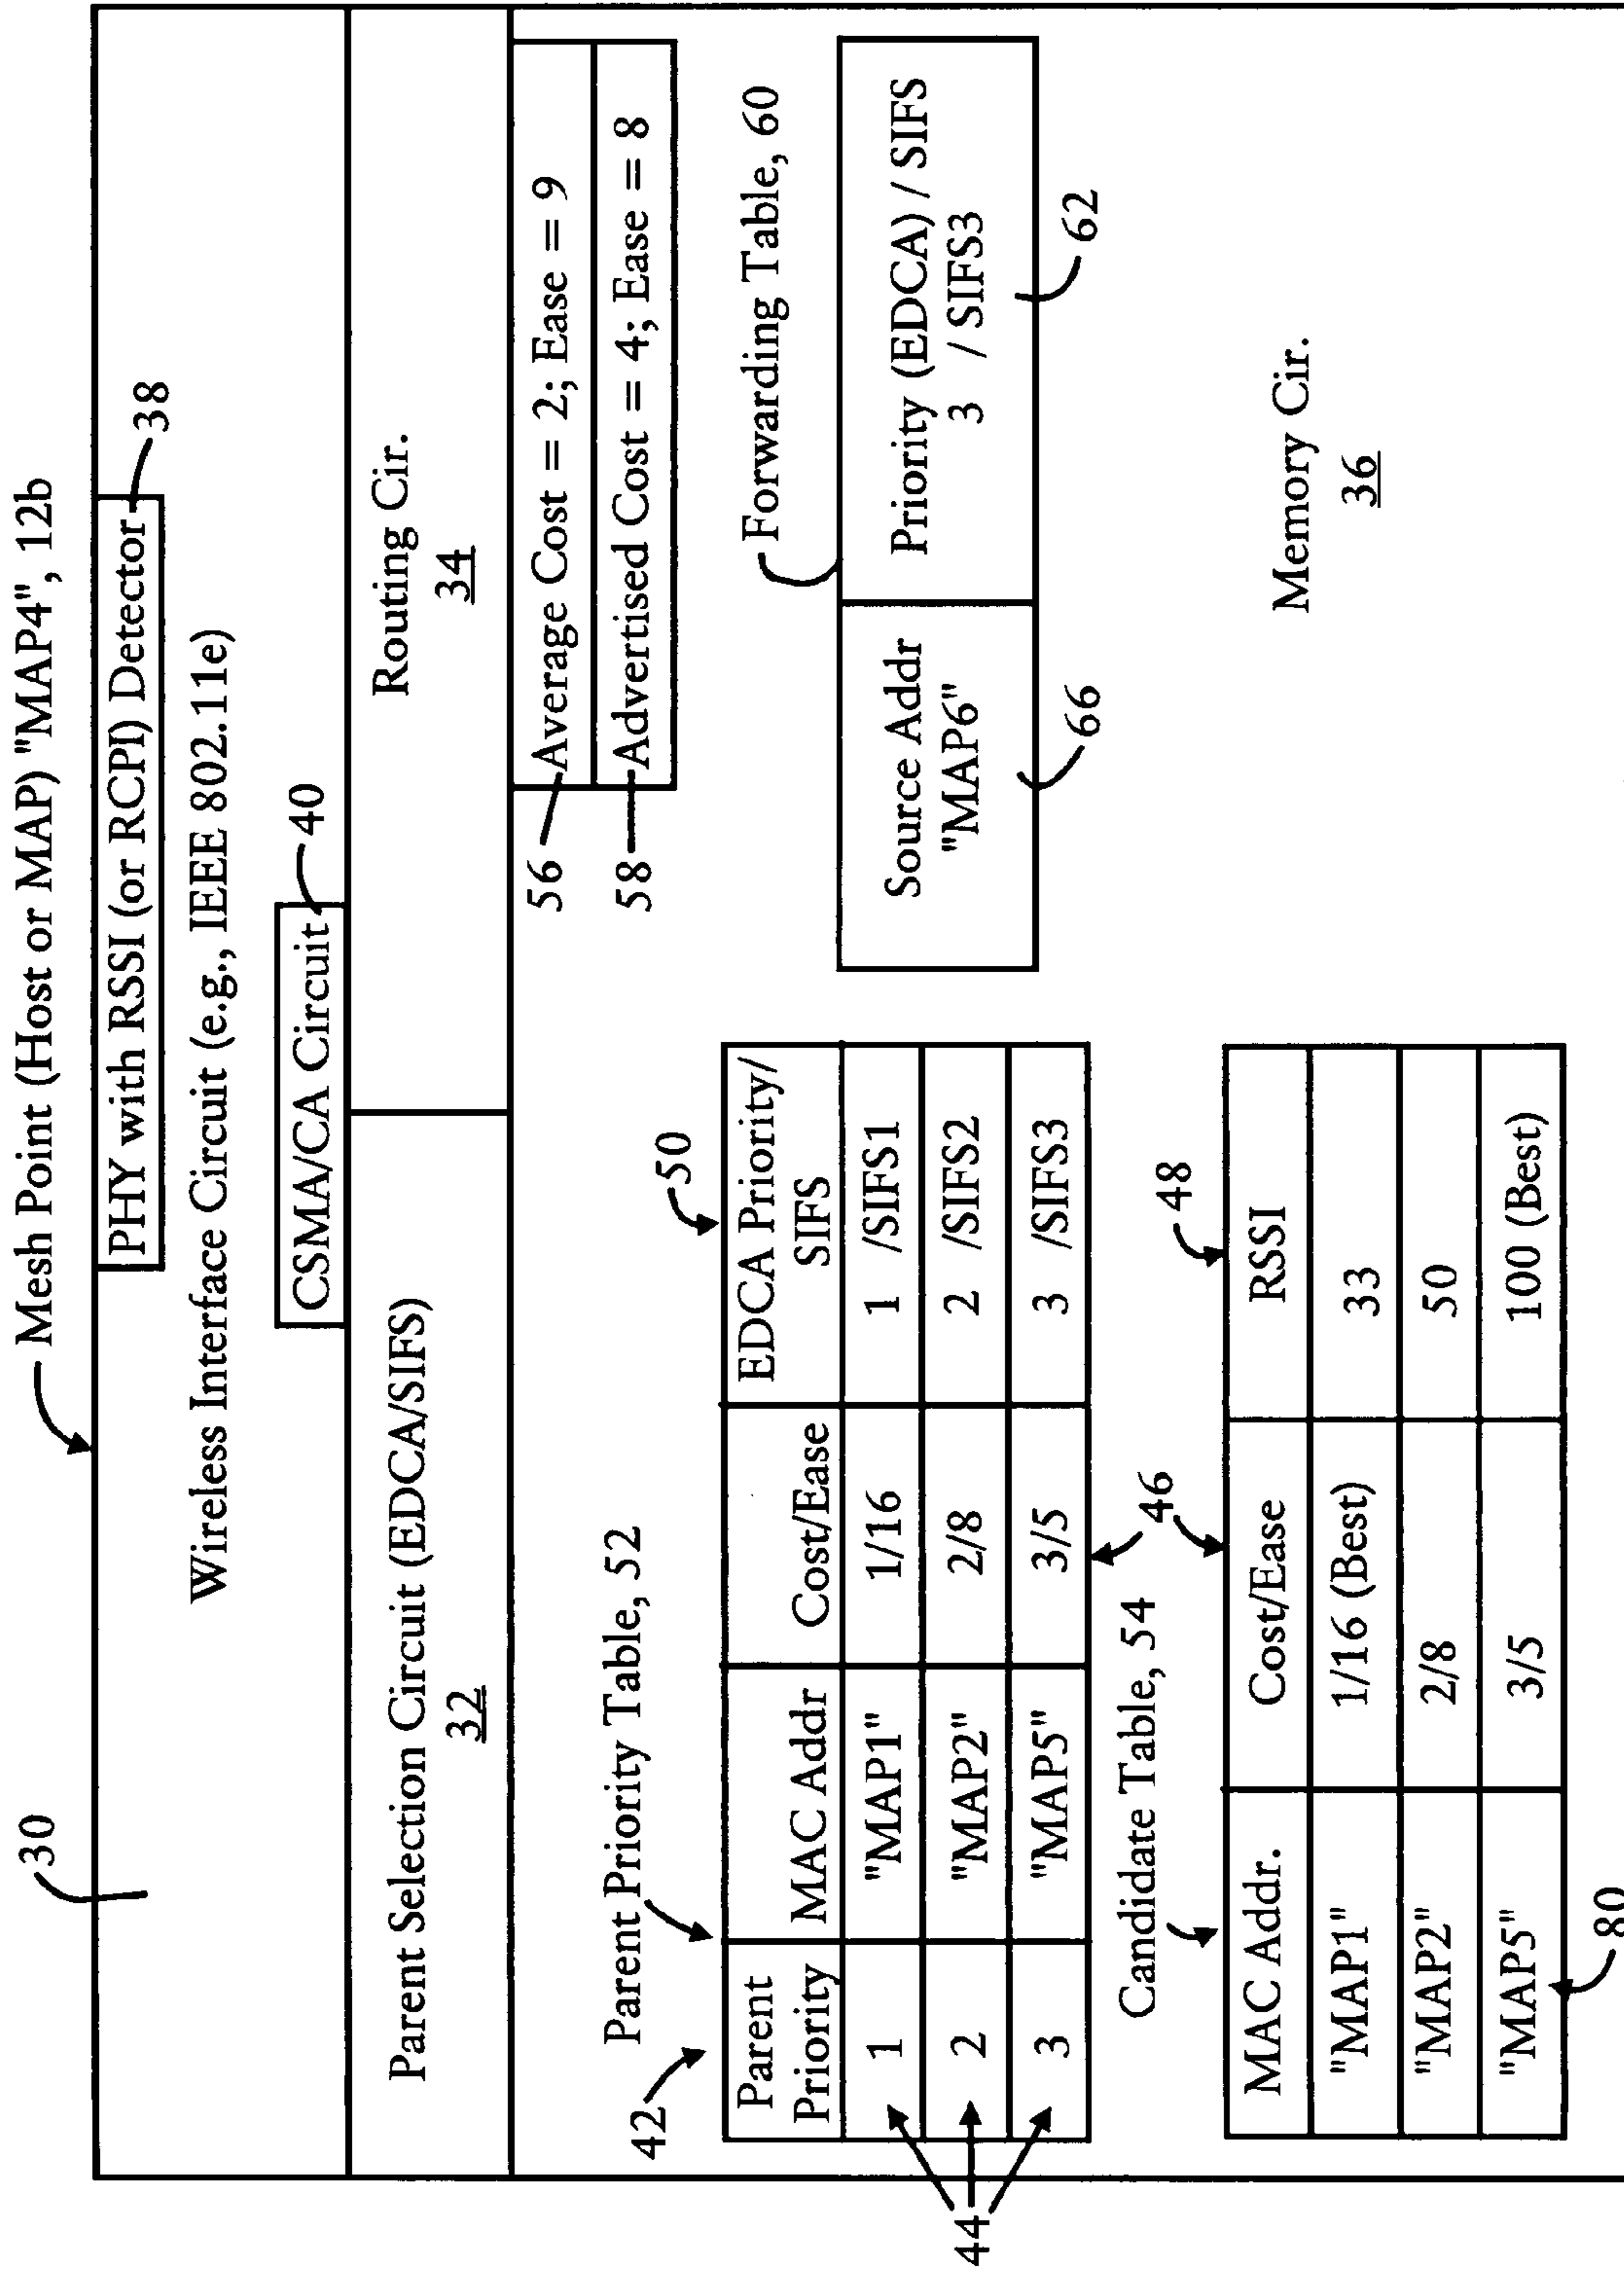 Mesh Point (Host or MAP) "MAP4", 12b
30
PHY with RSSI (or RCPI) Detector
38
Wireless Interface Circuit (e.g., IEEE 802.11e)
CSMA/CA Circuit
40
Parent Selection Circuit (EDCA/SIFS)
32
Routing Cir.
34
56
Average Cost = 2; Ease = 9
58
Advertised Cost = 4; Ease = 8
Parent Priority Table, 52
42
50
Parent Priority
MAC Addr
Cost/Ease
EDCA Priority/ SIFS
1
"MAP1"
1/16
1 /SIFS1
2
"MAP2"
2/8
2 /SIFS2
3
"MAP5"
3/5
3 /SIFS3
44
46
Forwarding Table, 60
Source Addr
"MAP6"
Priority (EDCA) / SIFS
3 / SIFS3
66
62
Candidate Table, 54
48
MAC Addr.
Cost/Ease
RSSI
"MAP1"
1/16 (Best)
33
"MAP2"
2/8
50
"MAP5"
3/5
100 (Best)
80
Memory Cir.
36